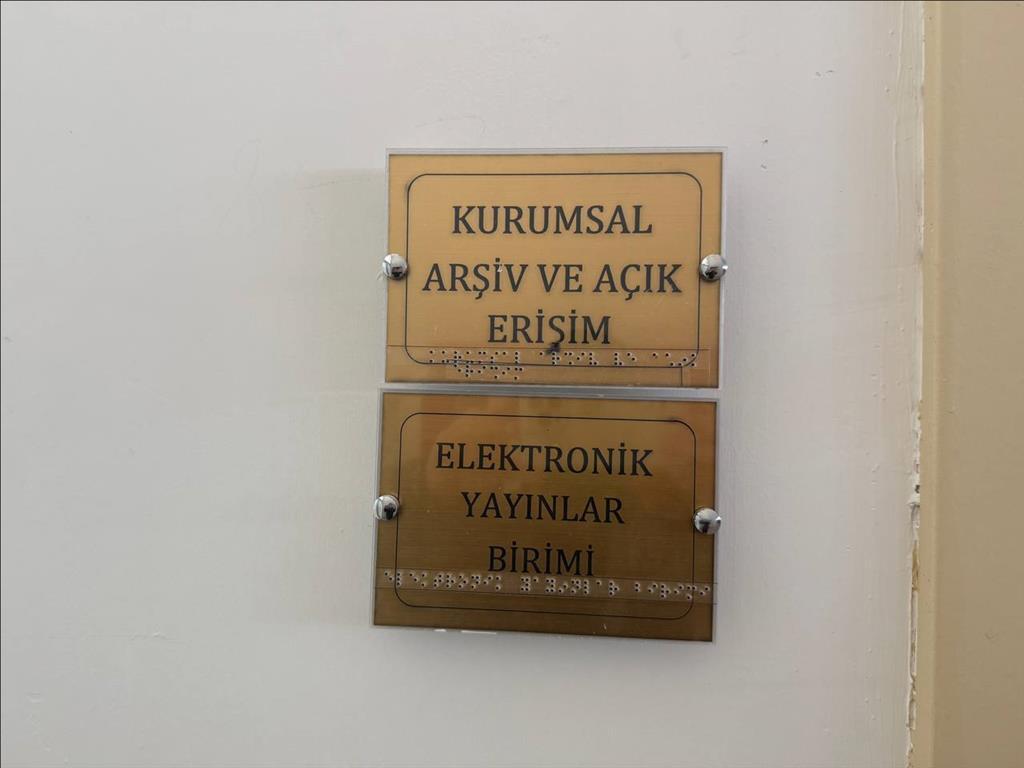 KURUMSAL
ARŞİV VE AÇIK
ERİŞİM
ELEKTRONİK
YAYINLAR
BİRİMİ